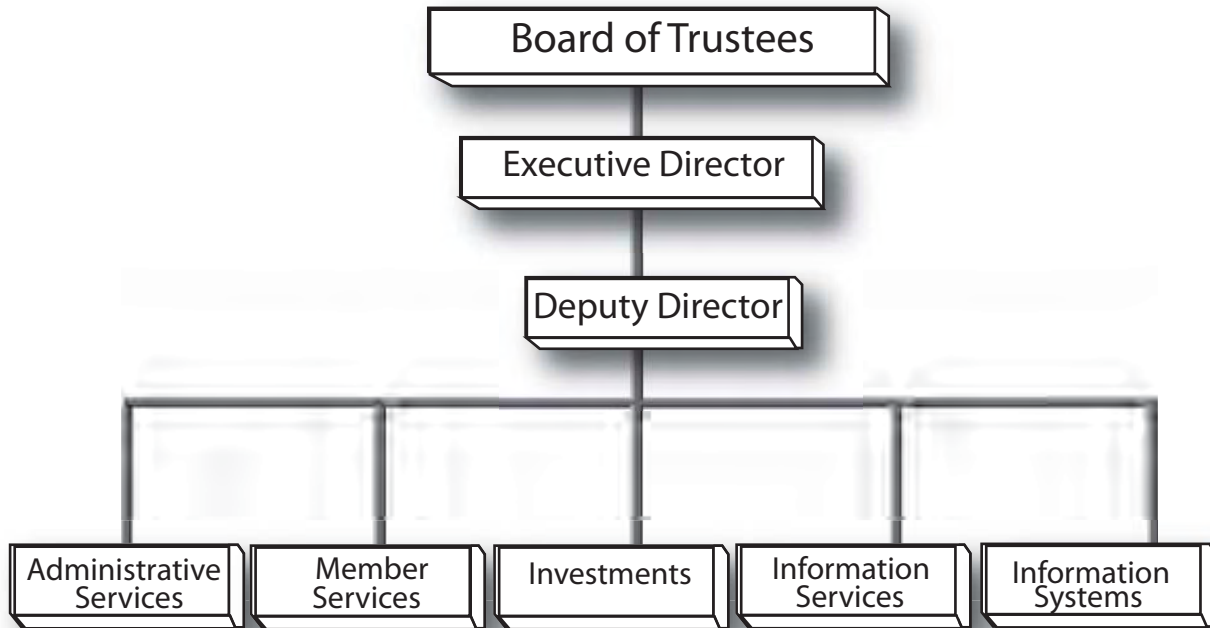 Board of Trustees
Executive Director
Deputy Director
Administrative
Services
Member
Services
Investments
Information
Services
Information
Systems